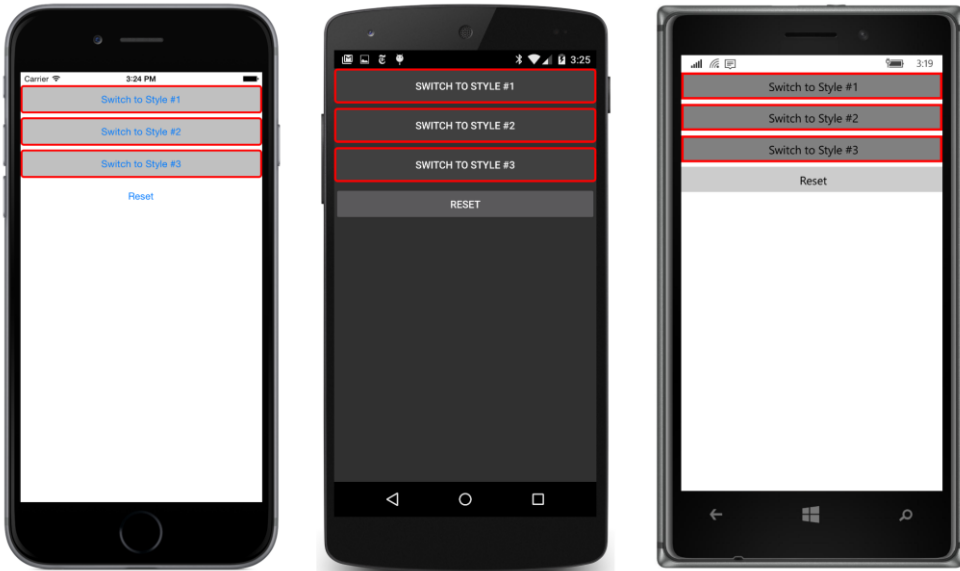 Carrier 3:24 PM
Switch to Style #1
Switch to Style #2
Switch to Style #3
Reset
3:25
SWITCH TO STYLE #1
SWITCH TO STYLE #2
SWITCH TO STYLE #3
RESET
3:19
Switch to Style #1
Switch to Style #2
Switch to Style #3
Reset